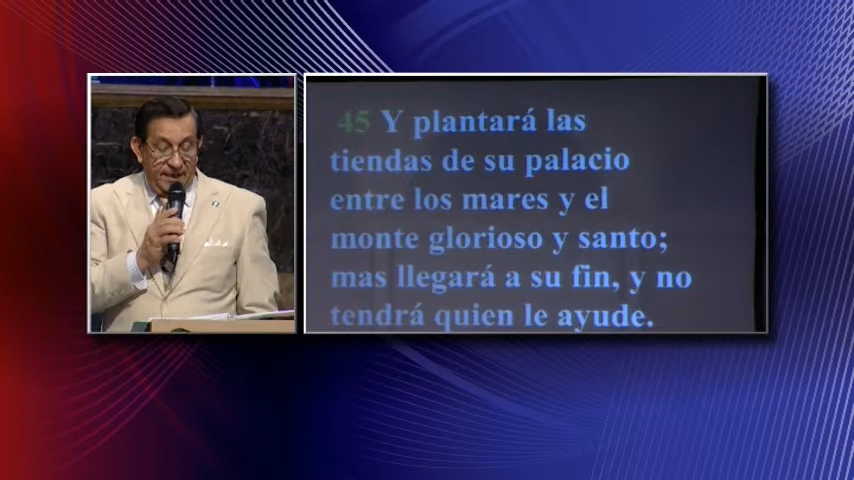 45 Y plantará las
tiendas de su palacio
entre los mares y el
monte glorioso y santo;
mas llegará a su fin, y no
tendrá quien le ayude.